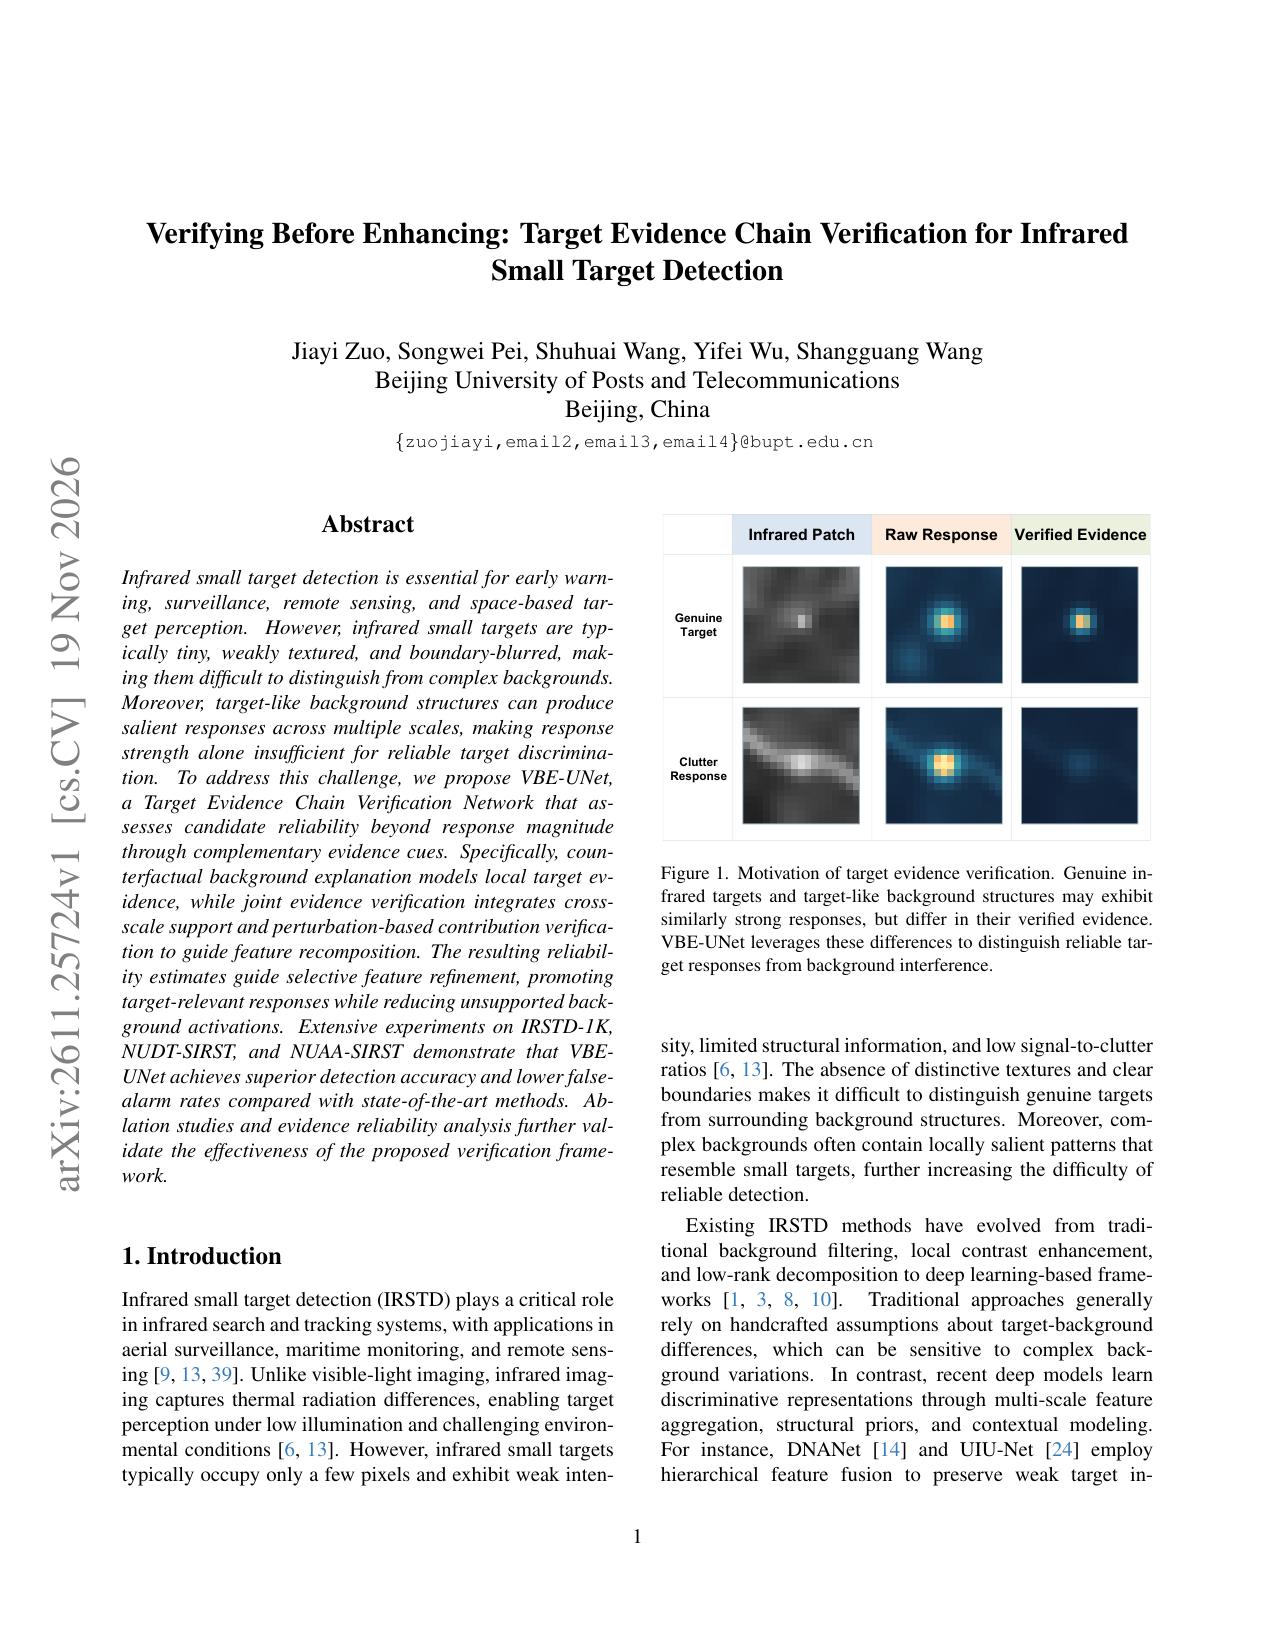 Verifying Before Enhancing: Target Evidence Chain Verification for Infrared
Small Target Detection
Jiayi Zuo, Songwei Pei, Shuhuai Wang, Yifei Wu, Shangguang Wang
Beijing University of Posts and Telecommunications
Beijing, China
{zuojiayi,email2,email3,email4}@bupt.edu.cn
arXiv:2611.25724v1 [cs.CV] 19 Nov 2026
Abstract
Infrared small target detection is essential for early warn-
ing, surveillance, remote sensing, and space-based tar-
get perception. However, infrared small targets are typ-
ically tiny, weakly textured, and boundary-blurred, mak-
ing them difficult to distinguish from complex backgrounds.
Moreover, target-like background structures can produce
salient responses across multiple scales, making response
strength alone insufficient for reliable target discrimina-
tion. To address this challenge, we propose VBE-UNet,
a Target Evidence Chain Verification Network that as-
sesses candidate reliability beyond response magnitude
through complementary evidence cues. Specifically, coun-
terfactual background explanation models local target ev-
idence, while joint evidence verification integrates cross-
scale support and perturbation-based contribution verifica-
tion to guide feature recomposition. The resulting reliabil-
ity estimates guide selective feature refinement, promoting
target-relevant responses while reducing unsupported back-
ground activations. Extensive experiments on IRSTD-1K,
NUDT-SIRST, and NUAA-SIRST demonstrate that VBE-
UNet achieves superior detection accuracy and lower false-
alarm rates compared with state-of-the-art methods. Ab-
lation studies and evidence reliability analysis further val-
idate the effectiveness of the proposed verification frame-
work.
1. Introduction
Infrared small target detection (IRSTD) plays a critical role
in infrared search and tracking systems, with applications in
aerial surveillance, maritime monitoring, and remote sens-
ing [9, 13, 39]. Unlike visible-light imaging, infrared imag-
ing captures thermal radiation differences, enabling target
perception under low illumination and challenging environ-
mental conditions [6, 13]. However, infrared small targets
typically occupy only a few pixels and exhibit weak inten-
Infrared Patch Raw Response Verified Evidence
Genuine
Target
Clutter
Response
Figure 1. Motivation of target evidence verification. Genuine in-
frared targets and target-like background structures may exhibit
similarly strong responses, but differ in their verified evidence.
VBE-UNet leverages these differences to distinguish reliable tar-
get responses from background interference.
sity, limited structural information, and low signal-to-clutter
ratios [6, 13]. The absence of distinctive textures and clear
boundaries makes it difficult to distinguish genuine targets
from surrounding background structures. Moreover, com-
plex backgrounds often contain locally salient patterns that
resemble small targets, further increasing the difficulty of
reliable detection.
Existing IRSTD methods have evolved from tradi-
tional background filtering, local contrast enhancement,
and low-rank decomposition to deep learning-based frame-
works [1, 3, 8, 10]. Traditional approaches generally
rely on handcrafted assumptions about target-background
differences, which can be sensitive to complex back-
ground variations. In contrast, recent deep models learn
discriminative representations through multi-scale feature
aggregation, structural priors, and contextual modeling.
For instance, DNANet [14] and UIU-Net [24] employ
hierarchical feature fusion to preserve weak target in-
1